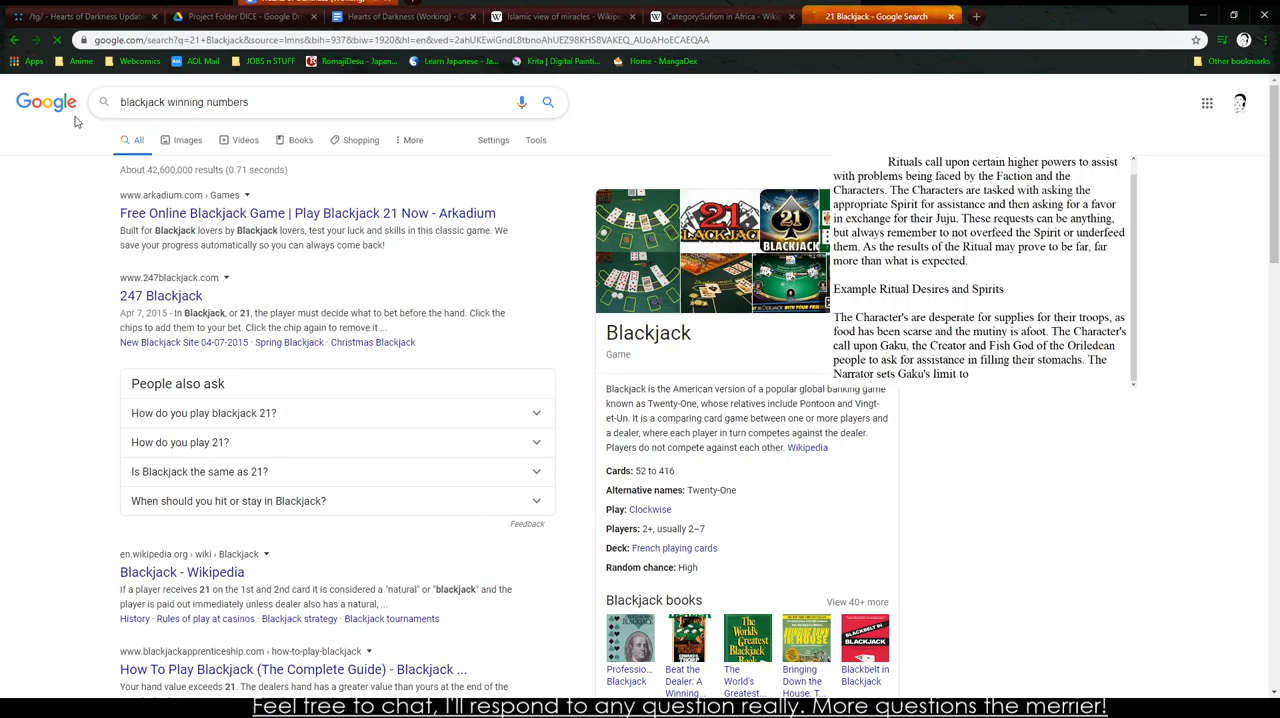 Hearts of Darkness (Working)
/tg/ - Hearts of Darkness Updat
Project Folder DICE - Google Dr
Hearts of Darkness (Working) - G
Islamic view of miracles - Wikipe
Category:Sufism in Africa - Wikip
21 Blackjack - Google Search
google.com/search?q=21+Blackjack&source=lmns&bih=937&biw=1920&hl=en&ved=2ahUKEwiGndL8tbnoAhUEZ98KHS8VAKEQ_AUoAHoECAEQAA
Apps
Anime
Webcomics
AOL Mail
JOBS n STUFF
RomajiDesu - Japan...
Learn Japanese - Ja...
Krita | Digital Painti...
Home - MangaDex
Other bookmarks
Google
blackjack winning numbers
All
Images
Videos
Books
Shopping
More
Settings
Tools
About 42,600,000 results (0.71 seconds)
www.arkadium.com › Games
Free Online Blackjack Game | Play Blackjack 21 Now - Arkadium
Built for Blackjack lovers by Blackjack lovers, test your luck and skills in this classic game. We
save your progress automatically so you can always come back!
www.247blackjack.com
247 Blackjack
Apr 7, 2015 - In Blackjack, or 21, the player must decide what to bet before the hand. Click the
chips to add them to your bet. Click the chip again to remove it ...
New Blackjack Site 04-07-2015 · Spring Blackjack · Christmas Blackjack
People also ask
How do you play blackjack 21?
How do you play 21?
Is Blackjack the same as 21?
When should you hit or stay in Blackjack?
Feedback
en.wikipedia.org › wiki › Blackjack
Blackjack - Wikipedia
If a player receives 21 on the 1st and 2nd card it is considered a "natural" or "blackjack" and the
player is paid out immediately unless dealer also has a natural, ...
History · Rules of play at casinos · Blackjack strategy · Blackjack tournaments
www.blackjackapprenticeship.com › how-to-play-blackjack
How To Play Blackjack (The Complete Guide) - Blackjack ...
Your hand value exceeds 21. The dealers hand has a greater value than yours at the end of the
21
BLACKJACK
21
BLACKJACK
Blackjack
Game
Blackjack is the American version of a popular global banking game
known as Twenty-One, whose relatives include Pontoon and Vingt-
et-Un. It is a comparing card game between one or more players and
a dealer, where each player in turn competes against the dealer.
Players do not compete against each other. Wikipedia
Cards: 52 to 416
Alternative names: Twenty-One
Play: Clockwise
Players: 2+, usually 2–7
Deck: French playing cards
Random chance: High
Blackjack books
View 40+ more
Professio...
Blackjack
Beat the
Dealer: A
Winning...
The
World's
Greatest...
Bringing
Down the
House: T...
Blackbelt in
Blackjack
Rituals call upon certain higher powers to assist
with problems being faced by the Faction and the
Characters. The Characters are tasked with asking the
appropriate Spirit for assistance and then asking for a favor
in exchange for their Juju. These requests can be anything,
but always remember to not overfeed the Spirit or underfeed
them. As the results of the Ritual may prove to be far, far
more than what is expected.
Example Ritual Desires and Spirits
The Character's are desperate for supplies for their troops, as
food has been scarse and the mutiny is afoot. The Character's
call upon Gaku, the Creator and Fish God of the Oriledean
people to ask for assistance in filling their stomachs. The
Narrator sets Gaku's limit to
Feel free to chat, I'll respond to any question really. More questions the merrier!